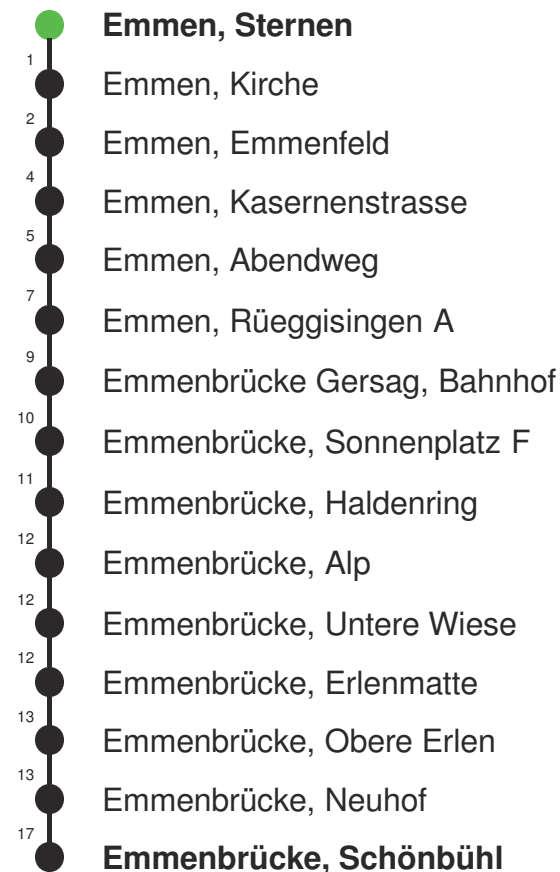 Emmen, Sternen
1
Emmen, Kirche
2
Emmen, Emmenfeld
4
Emmen, Kasernenstrasse
5
Emmen, Abendweg
7
Emmen, Rüeggisingen A
9
Emmenbrücke Gersag, Bahnhof
10
Emmenbrücke, Sonnenplatz F
11
Emmenbrücke, Haldenring
12
Emmenbrücke, Alp
12
Emmenbrücke, Untere Wiese
12
Emmenbrücke, Erlenmatte
13
Emmenbrücke, Obere Erlen
13
Emmenbrücke, Neuhof
17
Emmenbrücke, Schönbühl